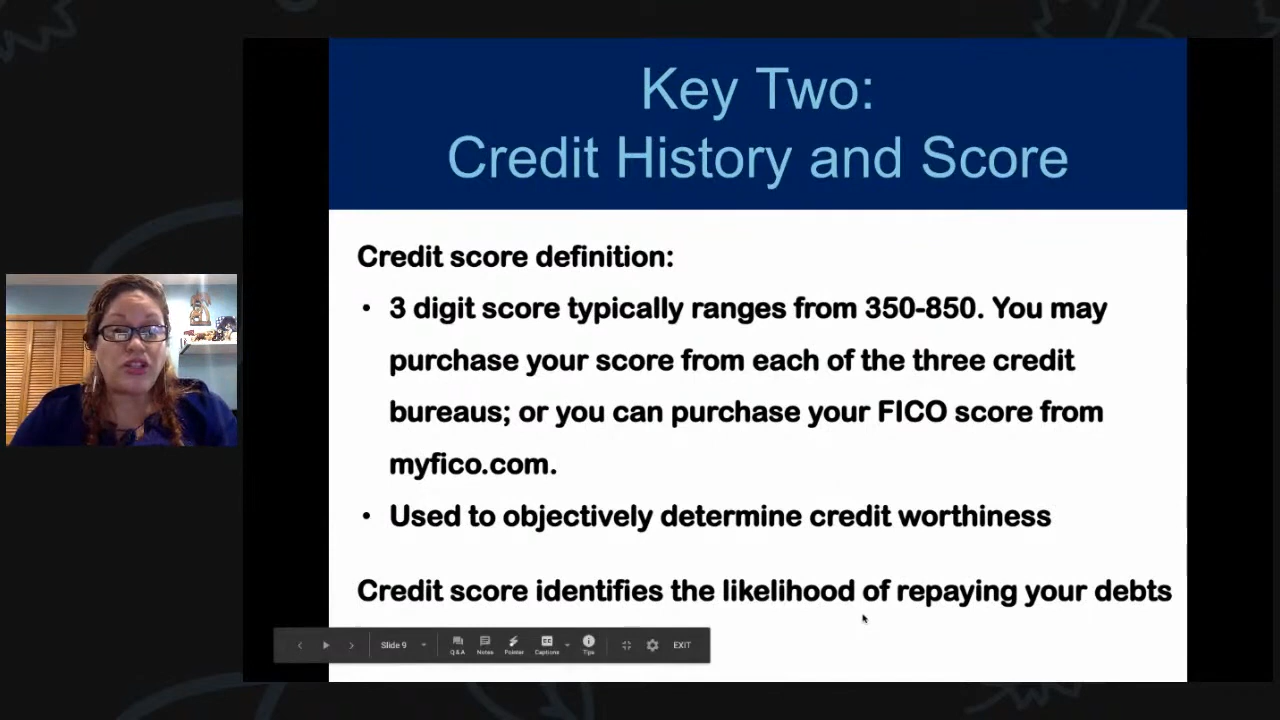 Key Two:
Credit History and Score
Credit score definition:
• 3 digit score typically ranges from 350-850. You may
purchase your score from each of the three credit
bureaus; or you can purchase your FICO score from
myfico.com.
• Used to objectively determine credit worthiness
Credit score identifies the likelihood of repaying your debts
Slide 9
Q&A Notes Pointer Captions Tips EXIT